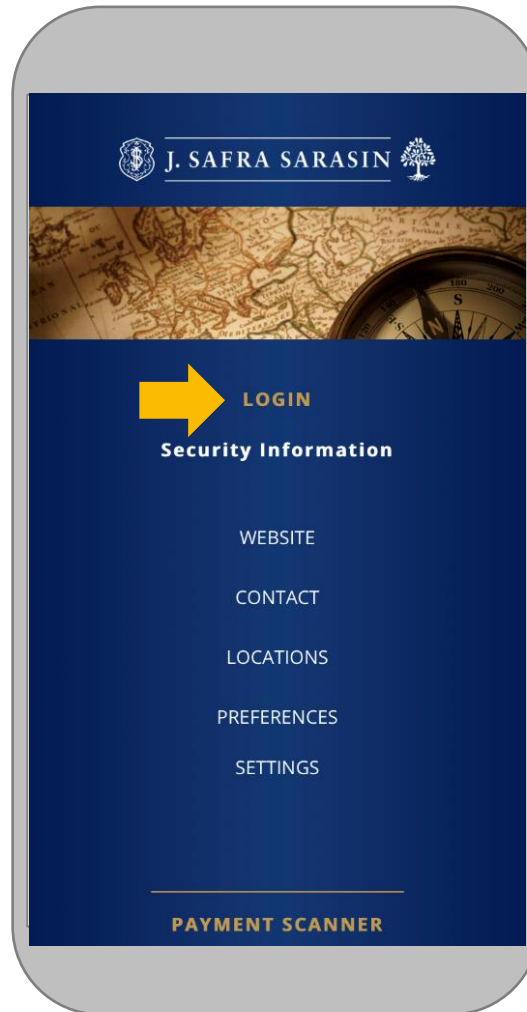 J. SAFRA SARASIN
LOGIN
Security Information
WEBSITE
CONTACT
LOCATIONS
PREFERENCES
SETTINGS
PAYMENT SCANNER